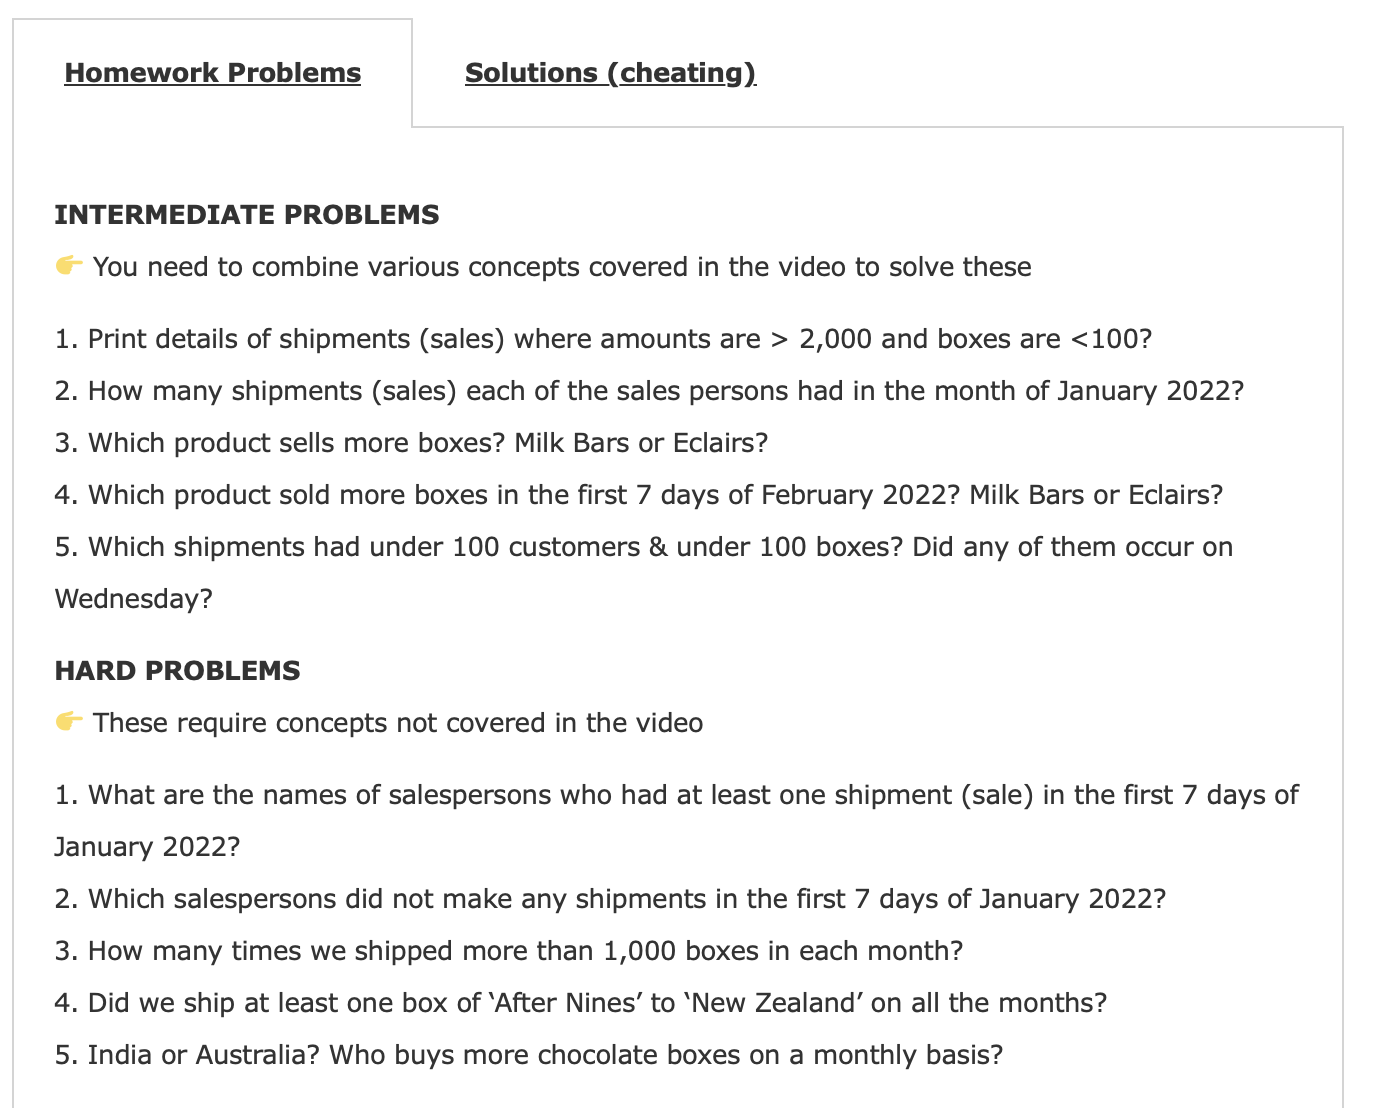 Homework Problems
Solutions (cheating)
INTERMEDIATE PROBLEMS
👉 You need to combine various concepts covered in the video to solve these
1. Print details of shipments (sales) where amounts are > 2,000 and boxes are <100?
2. How many shipments (sales) each of the sales persons had in the month of January 2022?
3. Which product sells more boxes? Milk Bars or Eclairs?
4. Which product sold more boxes in the first 7 days of February 2022? Milk Bars or Eclairs?
5. Which shipments had under 100 customers & under 100 boxes? Did any of them occur on
Wednesday?
HARD PROBLEMS
👉 These require concepts not covered in the video
1. What are the names of salespersons who had at least one shipment (sale) in the first 7 days of
January 2022?
2. Which salespersons did not make any shipments in the first 7 days of January 2022?
3. How many times we shipped more than 1,000 boxes in each month?
4. Did we ship at least one box of ‘After Nines’ to ‘New Zealand’ on all the months?
5. India or Australia? Who buys more chocolate boxes on a monthly basis?